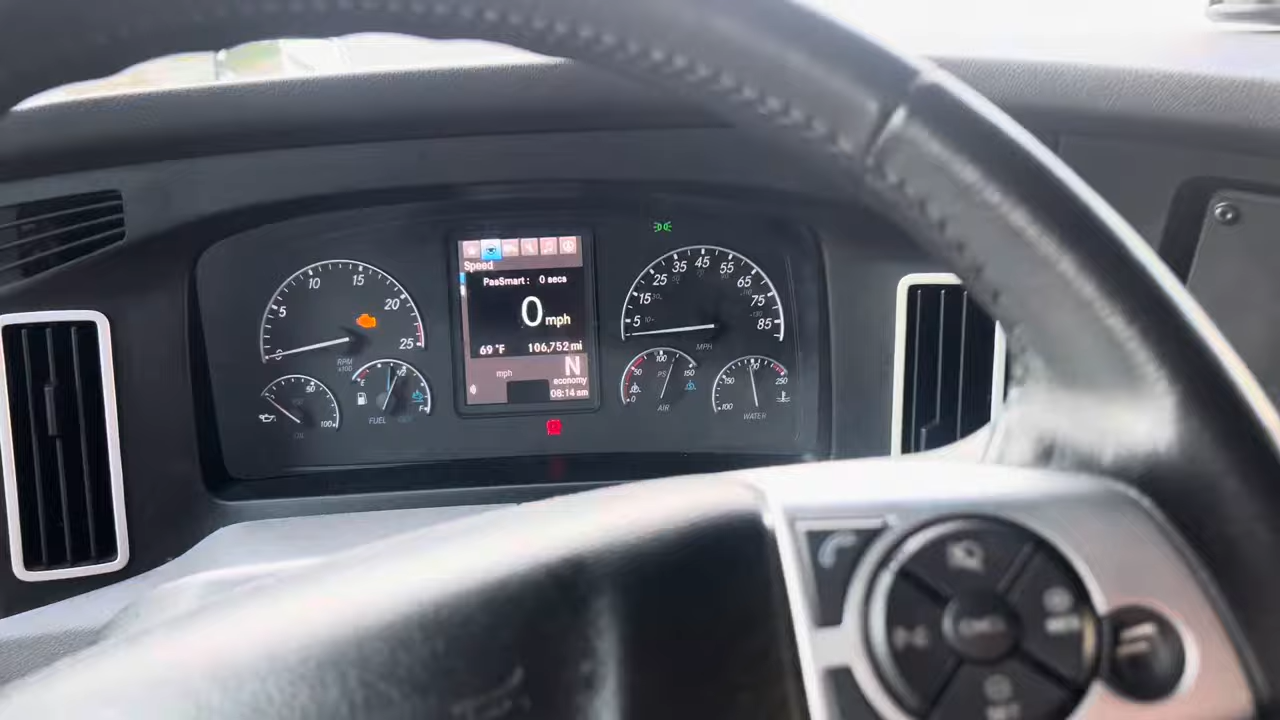 Speed
PasSmart: 0 secs
0 mph
69 °F 106,752 mi
mph
N
economy
08:14 am
5
10
15
20
25
RPM
x100
50
100
OIL
E
F
FUEL
5
15
25
35
45
55
65
75
85
MPH
0
50
100
150
AIR
100
150
250
WATER